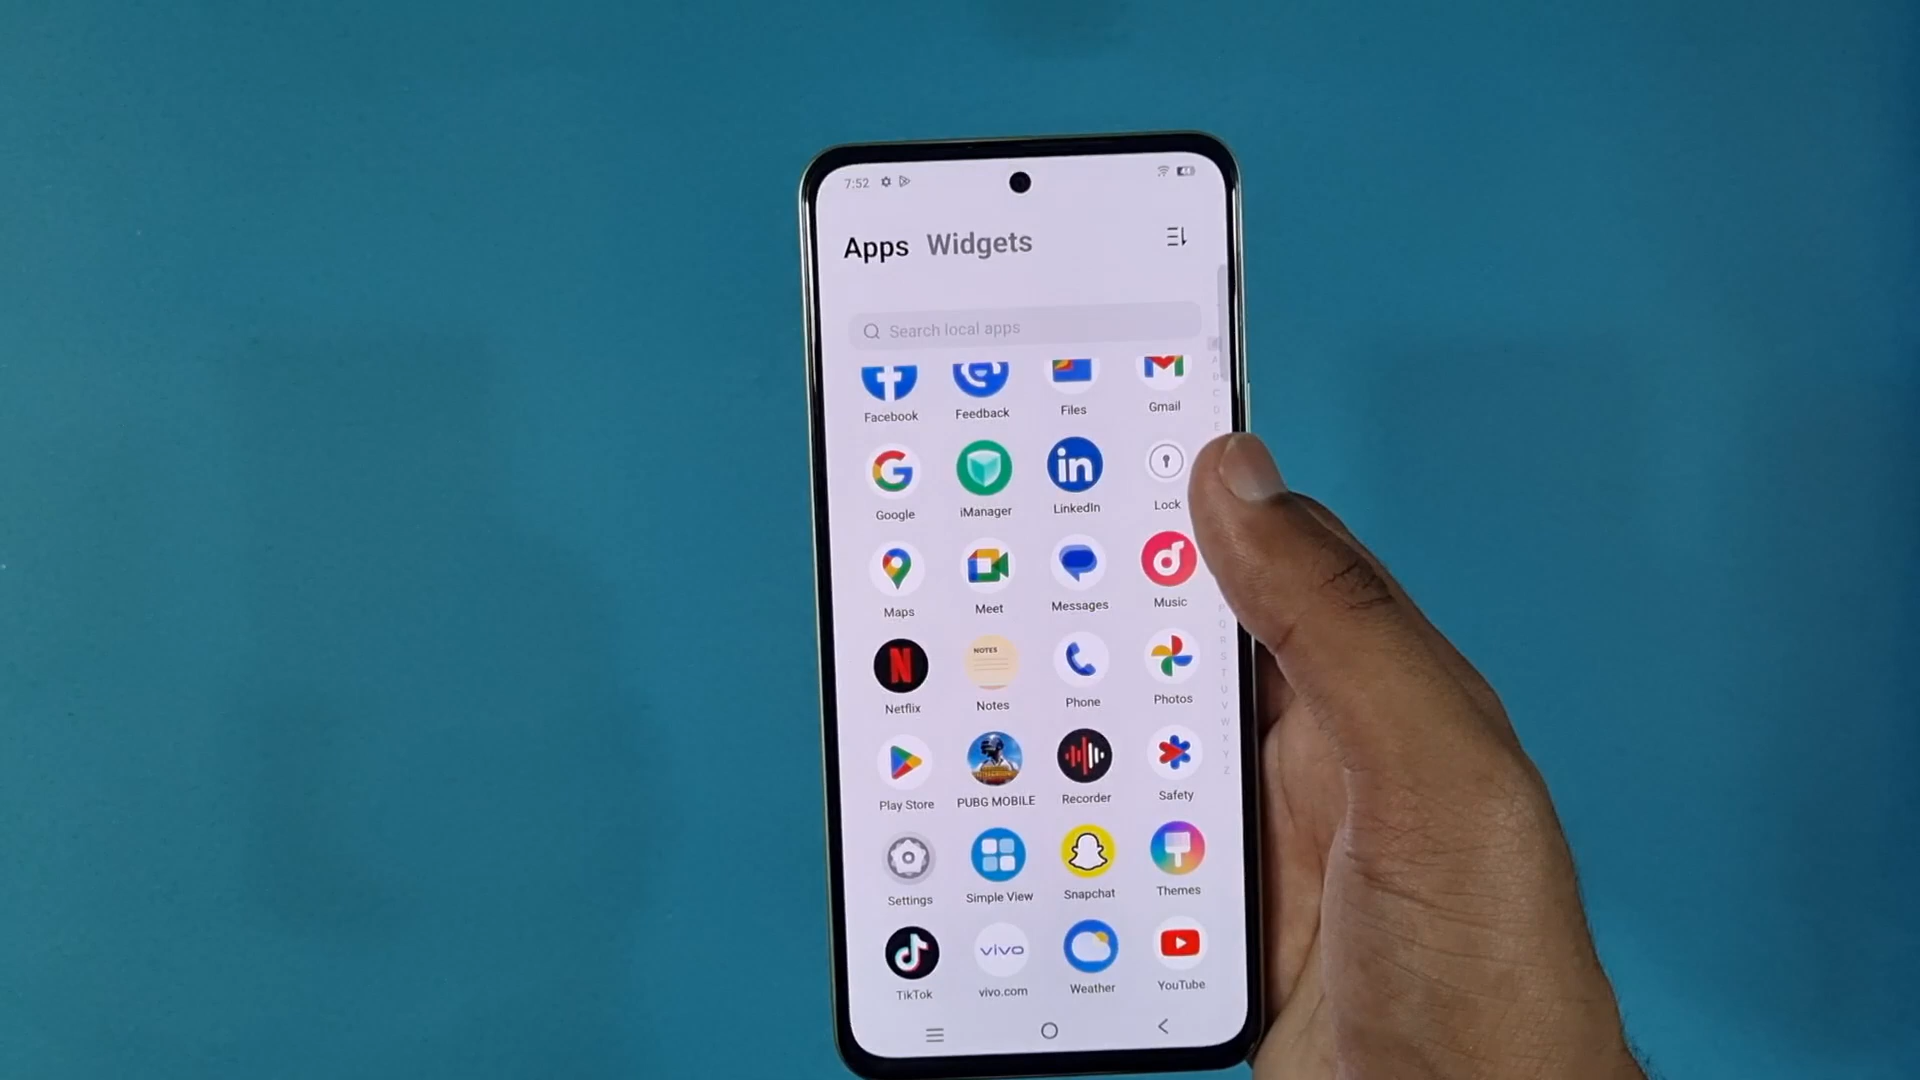 7:52
Apps Widgets
Search local apps
Facebook Feedback Files Gmail
Google iManager LinkedIn Lock
Maps Meet Messages Music
NOTES
Netflix Notes Phone Photos
Play Store PUBG MOBILE Recorder Safety
Settings Simple View Snapchat Themes
vivo
TikTok vivo.com Weather YouTube